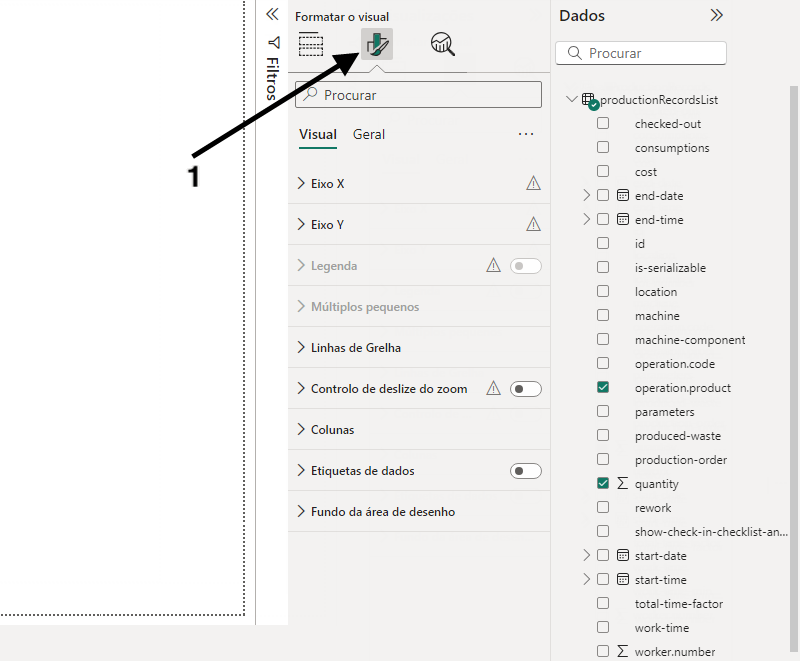 Filtros
1
Formatar o visual
Procurar
Visual
Geral
Eixo X
Eixo Y
Legenda
Múltiplos pequenos
Linhas de Grelha
Controlo de deslize do zoom
Colunas
Etiquetas de dados
Fundo da área de desenho
Dados
Procurar
productionRecordsList
checked-out
consumptions
cost
end-date
end-time
id
is-serializable
location
machine
machine-component
operation.code
operation.product
parameters
produced-waste
production-order
quantity
rework
show-check-in-checklist-an...
start-date
start-time
total-time-factor
work-time
worker.number